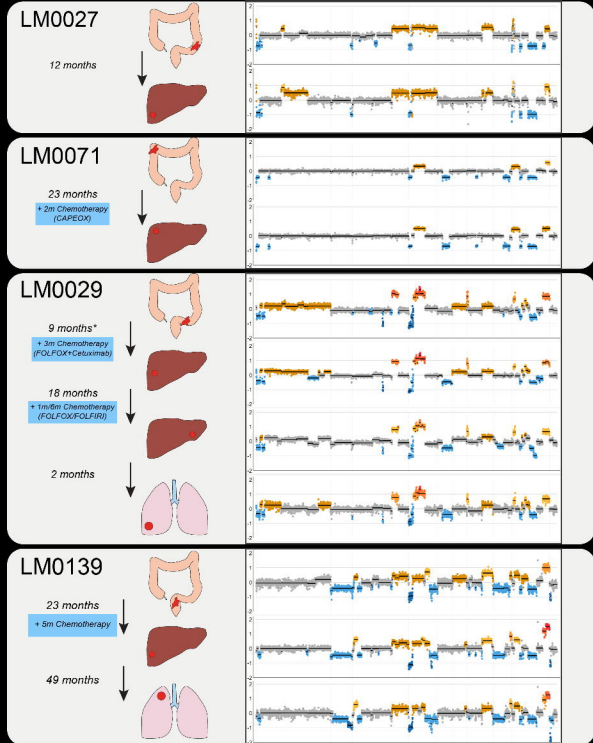 LM0027
12 months
LM0071
23 months
+ 2m Chemotherapy
(CAPEOX)
LM0029
9 months*
+ 3m Chemotherapy
(FOLFOX+Cetuximab)
18 months
+ 1m/6m Chemotherapy
(FOLFOX/FOLFIRI)
2 months
LM0139
23 months
+ 5m Chemotherapy
49 months